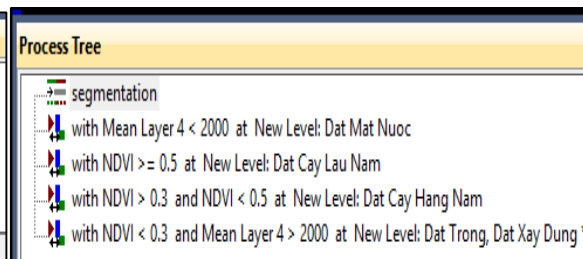 Process Tree
segmentation
with Mean Layer 4 < 2000 at New Level: Dat Mat Nuoc
with NDVI >= 0.5 at New Level: Dat Cay Lau Nam
with NDVI > 0.3 and NDVI < 0.5 at New Level: Dat Cay Hang Nam
with NDVI < 0.3 and Mean Layer 4 > 2000 at New Level: Dat Trong, Dat Xay Dung